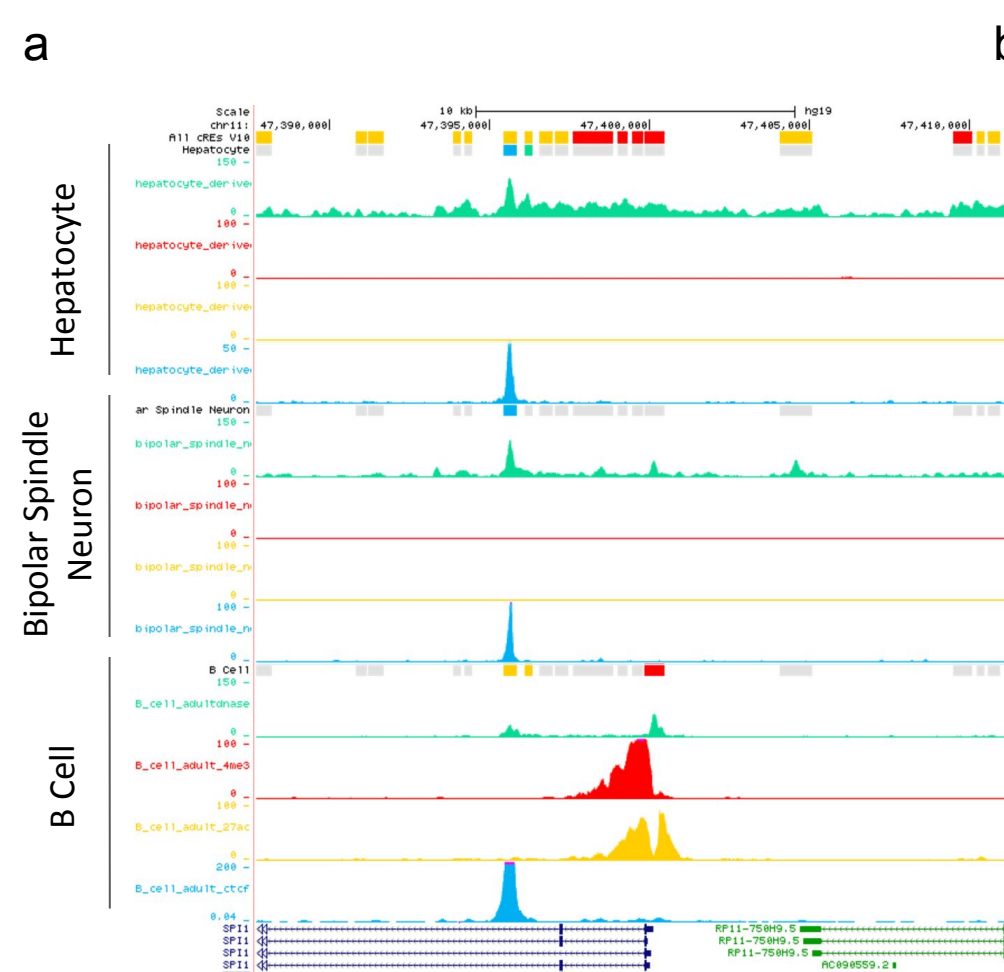 a
b
Scale 10 kb hg19
chr11: 47,390,000 47,395,000 47,400,000 47,405,000 47,410,000
All cREs V10
Hepatocyte
Hepatocyte
150 -
hepatocyte_derive
0 -
100 -
hepatocyte_derive
0 -
100 -
hepatocyte_derive
0 -
50 -
hepatocyte_derive
0 -
Bipolar Spindle
Neuron
ar Spindle Neuron
150 -
bipolar_spindle_n
0 -
100 -
bipolar_spindle_n
0 -
100 -
bipolar_spindle_n
0 -
100 -
bipolar_spindle_n
0 -
B Cell
B Cell
150 -
B_cell_adultdnase
0 -
100 -
B_cell_adult_4me3
0 -
100 -
B_cell_adult_27ac
0 -
200 -
B_cell_adult_ctcf
0.04 -
SPI1 RP11-750H9.5
SPI1 RP11-750H9.5
SPI1 RP11-750H9.5
SPI1 AC090559.2